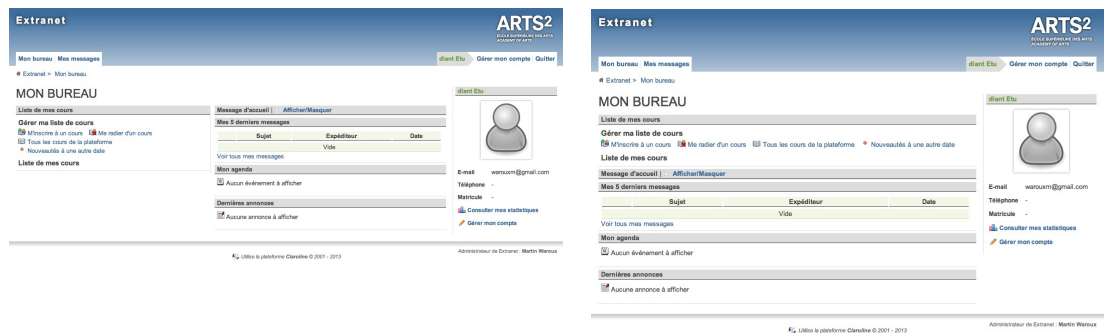 Extranet
ARTS2
ÉCOLE SUPÉRIEURE DES ARTS
ACADEMY OF ARTS
Mon bureau Mes messages
diant Etu Gérer mon compte Quitter
Extranet > Mon bureau
MON BUREAU
Liste de mes cours
Gérer ma liste de cours
M'inscrire à un cours Me radier d'un cours
Tous les cours de la plateforme
Nouveautés à une autre date
Liste de mes cours
Message d'accueil | Afficher/Masquer
Mes 5 derniers messages
Sujet Expéditeur Date
Vide
Voir tous mes messages
Mon agenda
Aucun événement à afficher
Dernières annonces
Aucune annonce à afficher
diant Etu
E-mail warouxm@gmail.com
Téléphone -
Matricule -
Consulter mes statistiques
Gérer mon compte
Utilise la plateforme Claroline © 2001 - 2013
Administrateur de Extranet : Martin Waroux
Extranet
ARTS2
ÉCOLE SUPÉRIEURE DES ARTS
ACADEMY OF ARTS
Mon bureau Mes messages
diant Etu Gérer mon compte Quitter
Extranet > Mon bureau
MON BUREAU
Liste de mes cours
Gérer ma liste de cours
M'inscrire à un cours Me radier d'un cours Tous les cours de la plateforme Nouveautés à une autre date
Liste de mes cours
Message d'accueil | Afficher/Masquer
Mes 5 derniers messages
Sujet Expéditeur Date
Vide
Voir tous mes messages
Mon agenda
Aucun événement à afficher
Dernières annonces
Aucune annonce à afficher
diant Etu
E-mail warouxm@gmail.com
Téléphone -
Matricule -
Consulter mes statistiques
Gérer mon compte
Utilise la plateforme Claroline © 2001 - 2013
Administrateur de Extranet : Martin Waroux